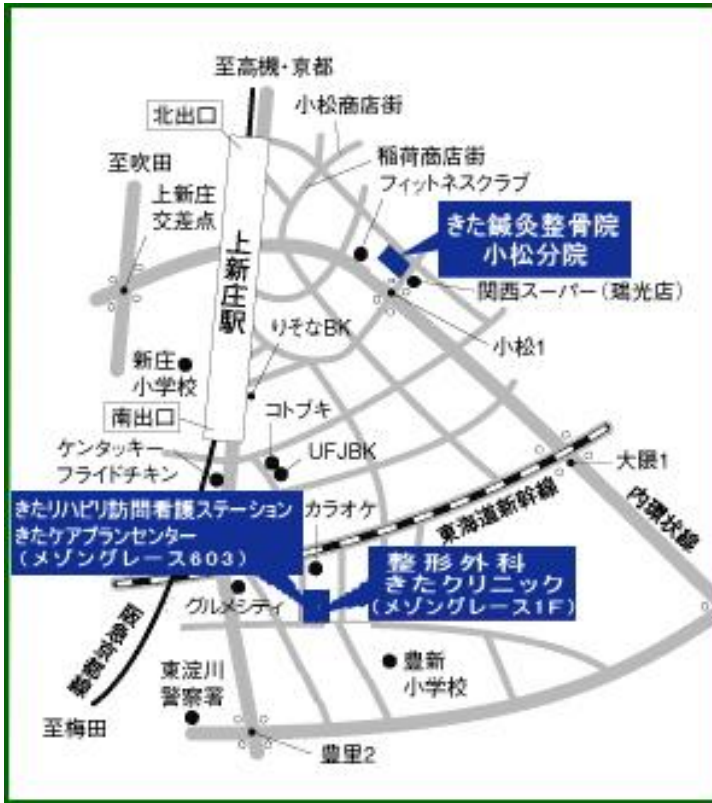 至高機・京都
小松商店街
北出口
稲荷商店街
至吹田
フィットネスクラブ
上新庄
交差点
きた鍼灸整骨院
小松分院
上新庄駅
関西スーパー(瑞光店)
りそなBK
小松1
新庄
小学校
コトブキ
南出口
ケンタッキー
フライドチキン
UFJBK
大隈1
内環状線
きたリハビリ訪問看護ステーション
きたケアプランセンター
(メゾングレース603)
カラオケ
東海道新幹線
整形外科
きたクリニック
(メゾングレース1F)
グルメシティ
阪急京都線
東淀川
警察署
豊新
小学校
至梅田
豊里2